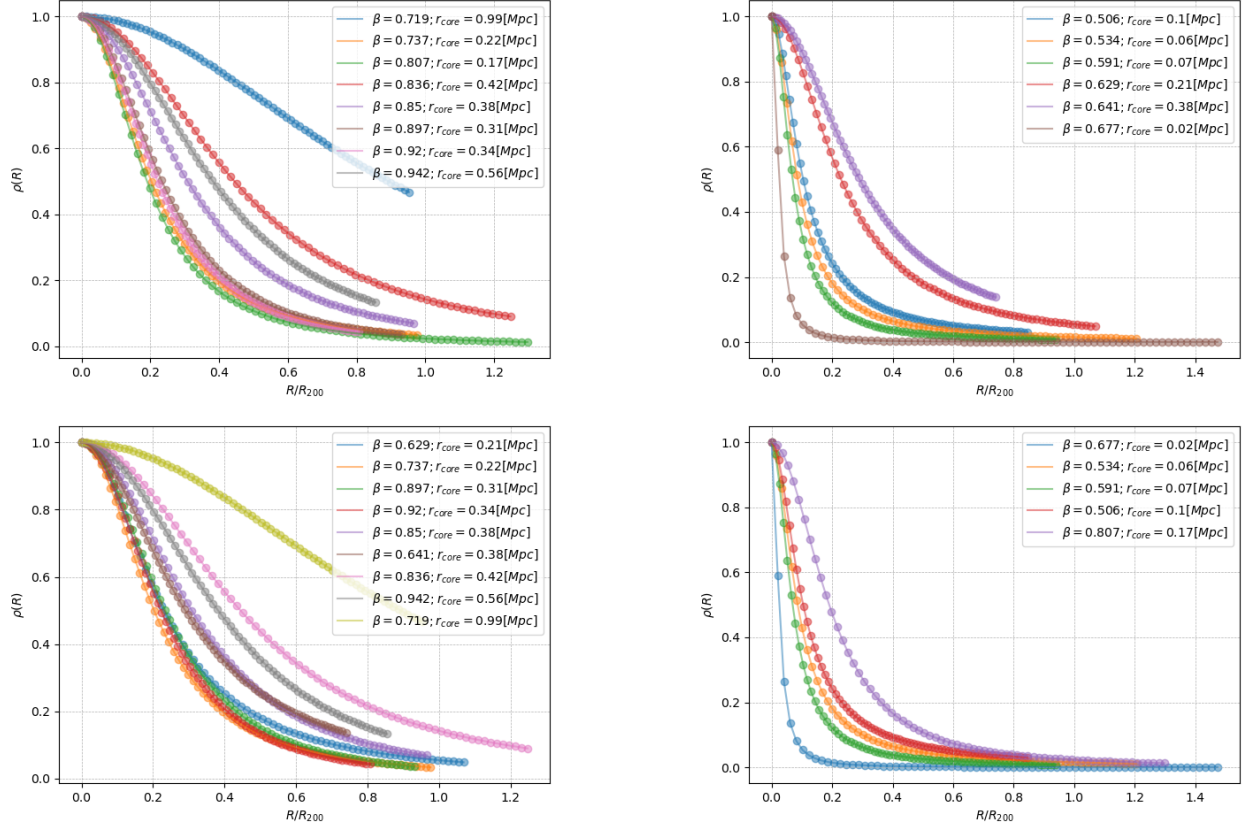 1.0
0.8
0.6
0.4
0.2
0.0
ρ(R)
0.0 0.2 0.4 0.6 0.8 1.0 1.2
R/R₂₀₀
β = 0.719; r_core = 0.99[Mpc]
β = 0.737; r_core = 0.22[Mpc]
β = 0.807; r_core = 0.17[Mpc]
β = 0.836; r_core = 0.42[Mpc]
β = 0.85; r_core = 0.38[Mpc]
β = 0.897; r_core = 0.31[Mpc]
β = 0.92; r_core = 0.34[Mpc]
β = 0.942; r_core = 0.56[Mpc]
1.0
0.8
0.6
0.4
0.2
0.0
ρ(R)
0.0 0.2 0.4 0.6 0.8 1.0 1.2 1.4
R/R₂₀₀
β = 0.506; r_core = 0.1[Mpc]
β = 0.534; r_core = 0.06[Mpc]
β = 0.591; r_core = 0.07[Mpc]
β = 0.629; r_core = 0.21[Mpc]
β = 0.641; r_core = 0.38[Mpc]
β = 0.677; r_core = 0.02[Mpc]
1.0
0.8
0.6
0.4
0.2
0.0
ρ(R)
0.0 0.2 0.4 0.6 0.8 1.0 1.2
R/R₂₀₀
β = 0.629; r_core = 0.21[Mpc]
β = 0.737; r_core = 0.22[Mpc]
β = 0.897; r_core = 0.31[Mpc]
β = 0.92; r_core = 0.34[Mpc]
β = 0.85; r_core = 0.38[Mpc]
β = 0.641; r_core = 0.38[Mpc]
β = 0.836; r_core = 0.42[Mpc]
β = 0.942; r_core = 0.56[Mpc]
β = 0.719; r_core = 0.99[Mpc]
1.0
0.8
0.6
0.4
0.2
0.0
ρ(R)
0.0 0.2 0.4 0.6 0.8 1.0 1.2 1.4
R/R₂₀₀
β = 0.677; r_core = 0.02[Mpc]
β = 0.534; r_core = 0.06[Mpc]
β = 0.591; r_core = 0.07[Mpc]
β = 0.506; r_core = 0.1[Mpc]
β = 0.807; r_core = 0.17[Mpc]